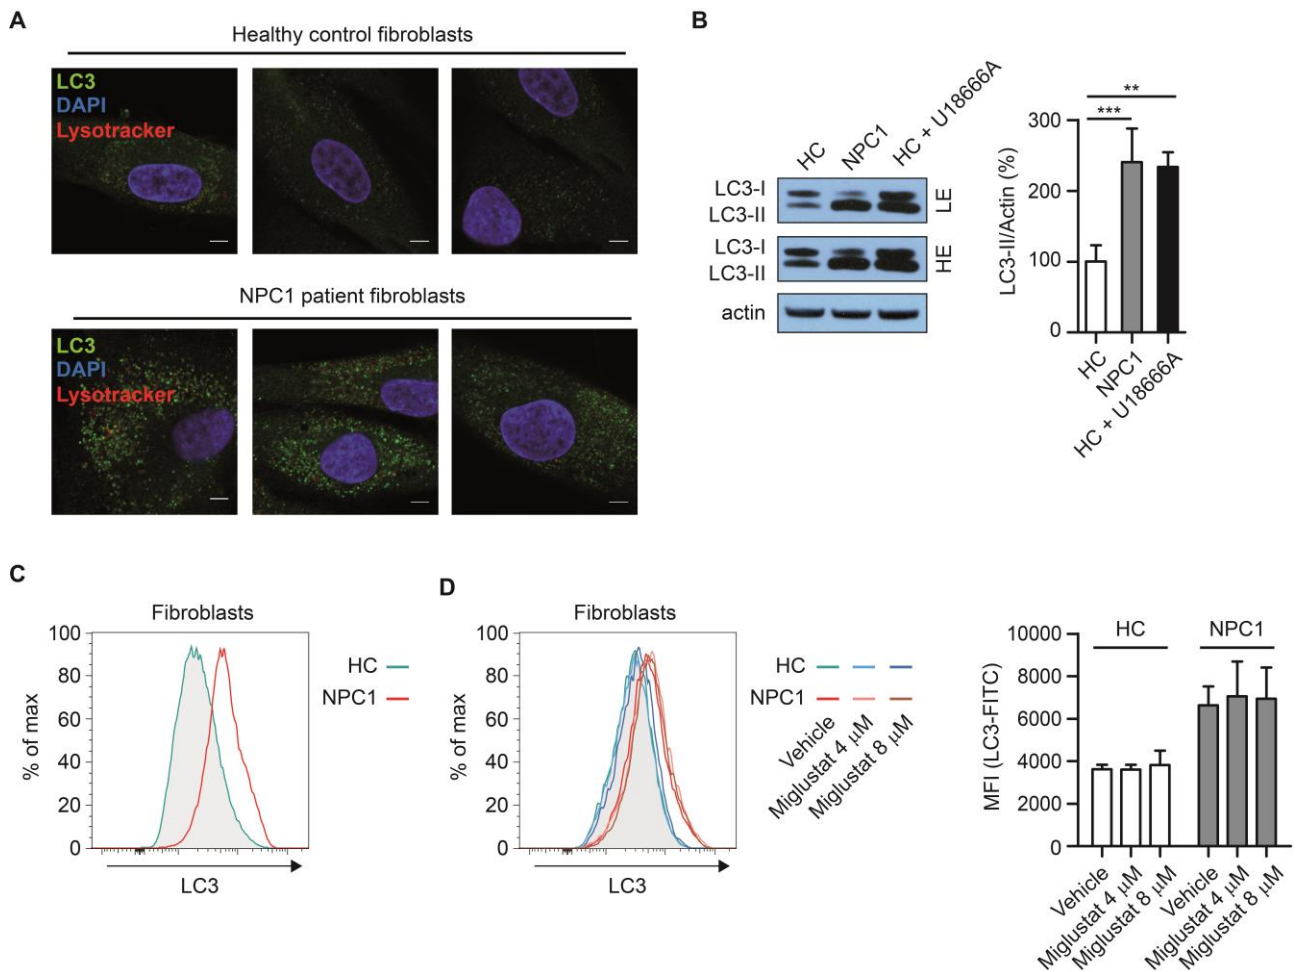 A
Healthy control fibroblasts
LC3
DAPI
Lysotracker
NPC1 patient fibroblasts
LC3
DAPI
Lysotracker
B
HC
NPC1
HC + U18666A
LC3-I
LC3-II
LE
LC3-I
LC3-II
HE
actin
LC3-II/Actin (%)
300
200
100
0
***
**
HC
NPC1
HC + U18666A
C
Fibroblasts
% of max
100
80
60
40
20
0
LC3
HC
NPC1
D
Fibroblasts
% of max
100
80
60
40
20
0
LC3
HC
NPC1
Vehicle
Miglustat 4 μM
Miglustat 8 μM
MFI (LC3-FITC)
10000
8000
6000
4000
2000
0
HC
NPC1
Vehicle
Miglustat 4 μM
Miglustat 8 μM
Vehicle
Miglustat 4 μM
Miglustat 8 μM